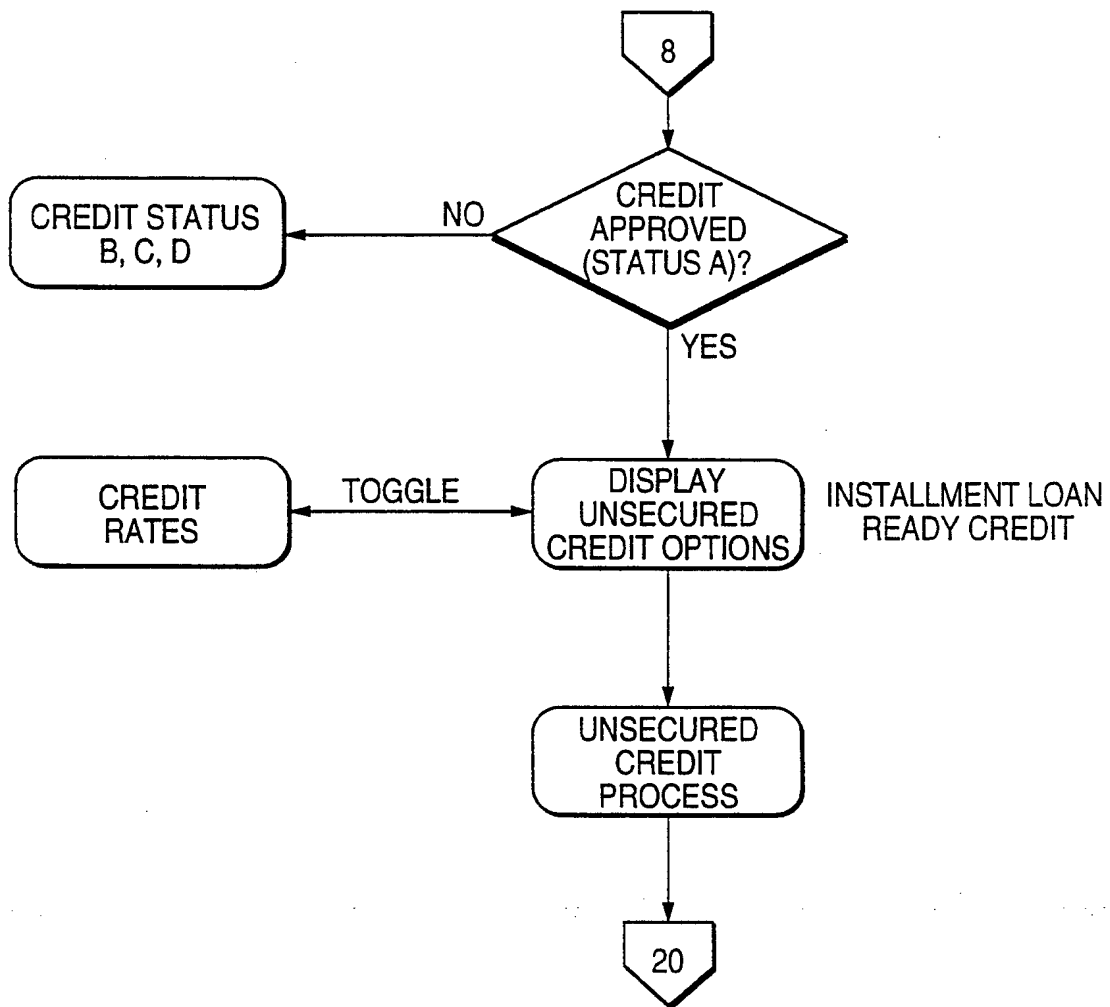 8
CREDIT
APPROVED
(STATUS A)?
NO
CREDIT STATUS
B, C, D
YES
DISPLAY
UNSECURED
CREDIT OPTIONS
TOGGLE
CREDIT
RATES
INSTALLMENT LOAN
READY CREDIT
UNSECURED
CREDIT
PROCESS
20